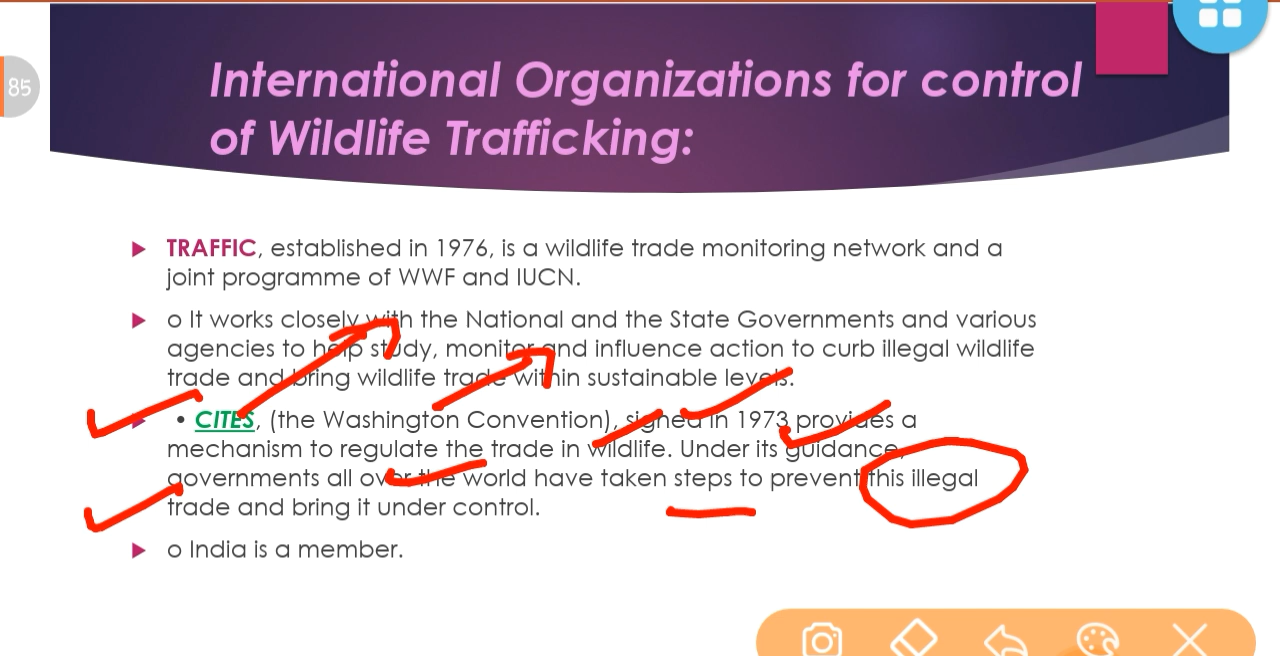 International Organizations for control
of Wildlife Trafficking:
85
TRAFFIC, established in 1976, is a wildlife trade monitoring network and a
joint programme of WWF and IUCN.
o It works closely with the National and the State Governments and various
agencies to help study, monitor and influence action to curb illegal wildlife
trade and bring wildlife trade within sustainable levels.
• CITES, (the Washington Convention), signed in 1973 provides a
mechanism to regulate the trade in wildlife. Under its guidance,
governments all over the world have taken steps to prevent this illegal
trade and bring it under control.
o India is a member.